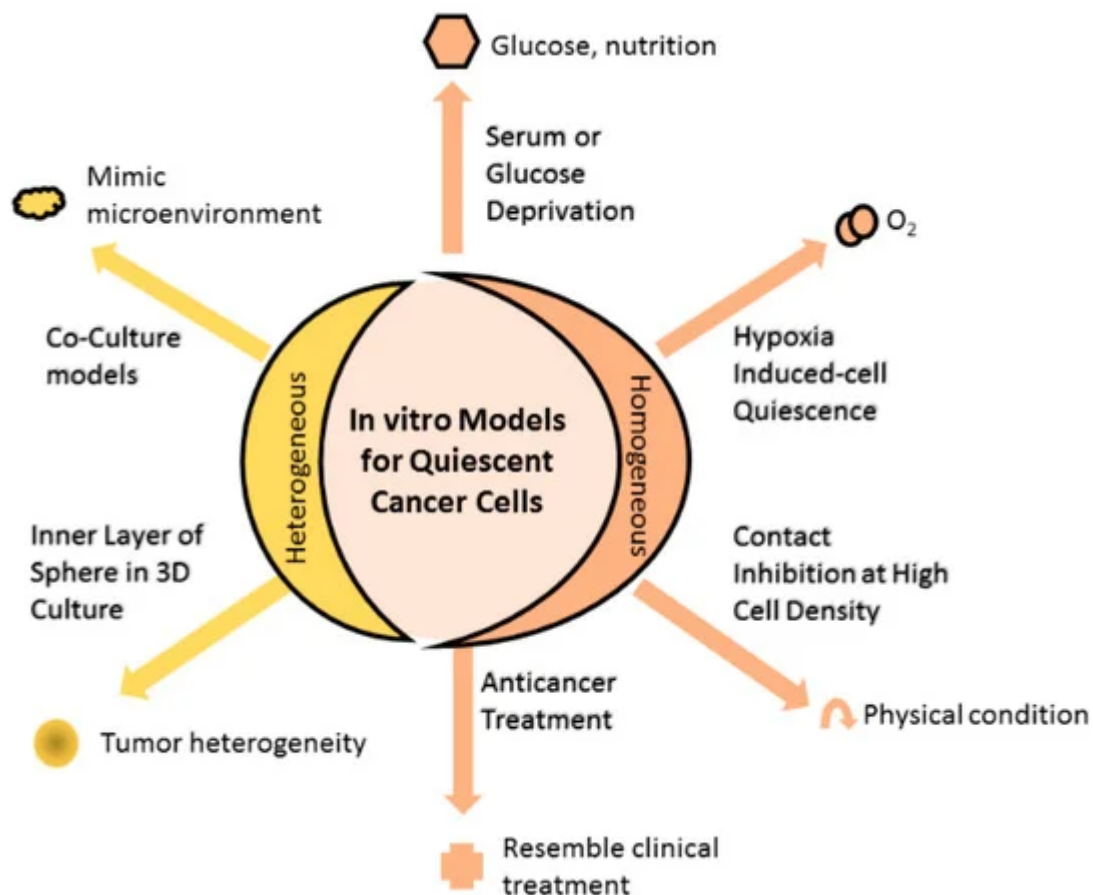 Glucose, nutrition
Serum or
Glucose
Deprivation
Mimic
microenvironment
O₂
Co-Culture
models
Hypoxia
Induced-cell
Quiescence
Heterogeneous
In vitro Models
for Quiescent
Cancer Cells
Homogeneous
Inner Layer of
Sphere in 3D
Culture
Contact
Inhibition at High
Cell Density
Anticancer
Treatment
Tumor heterogeneity
Physical condition
Resemble clinical
treatment